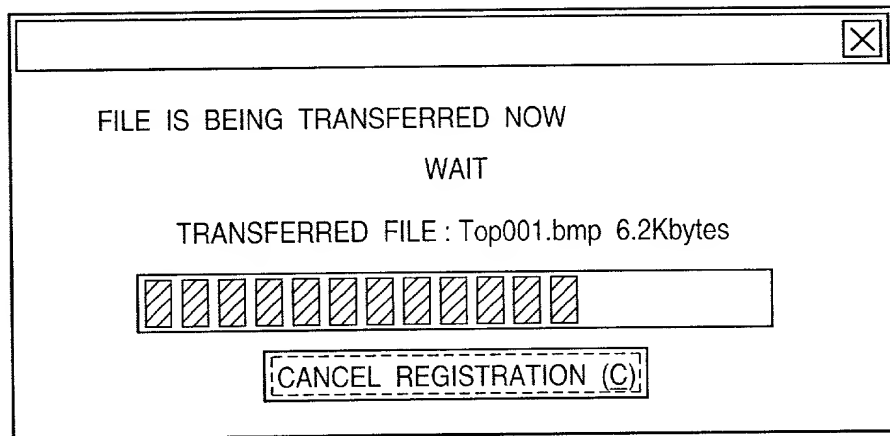 FILE IS BEING TRANSFERRED NOW
WAIT
TRANSFERRED FILE : Top001.bmp 6.2Kbytes
CANCEL REGISTRATION (C)